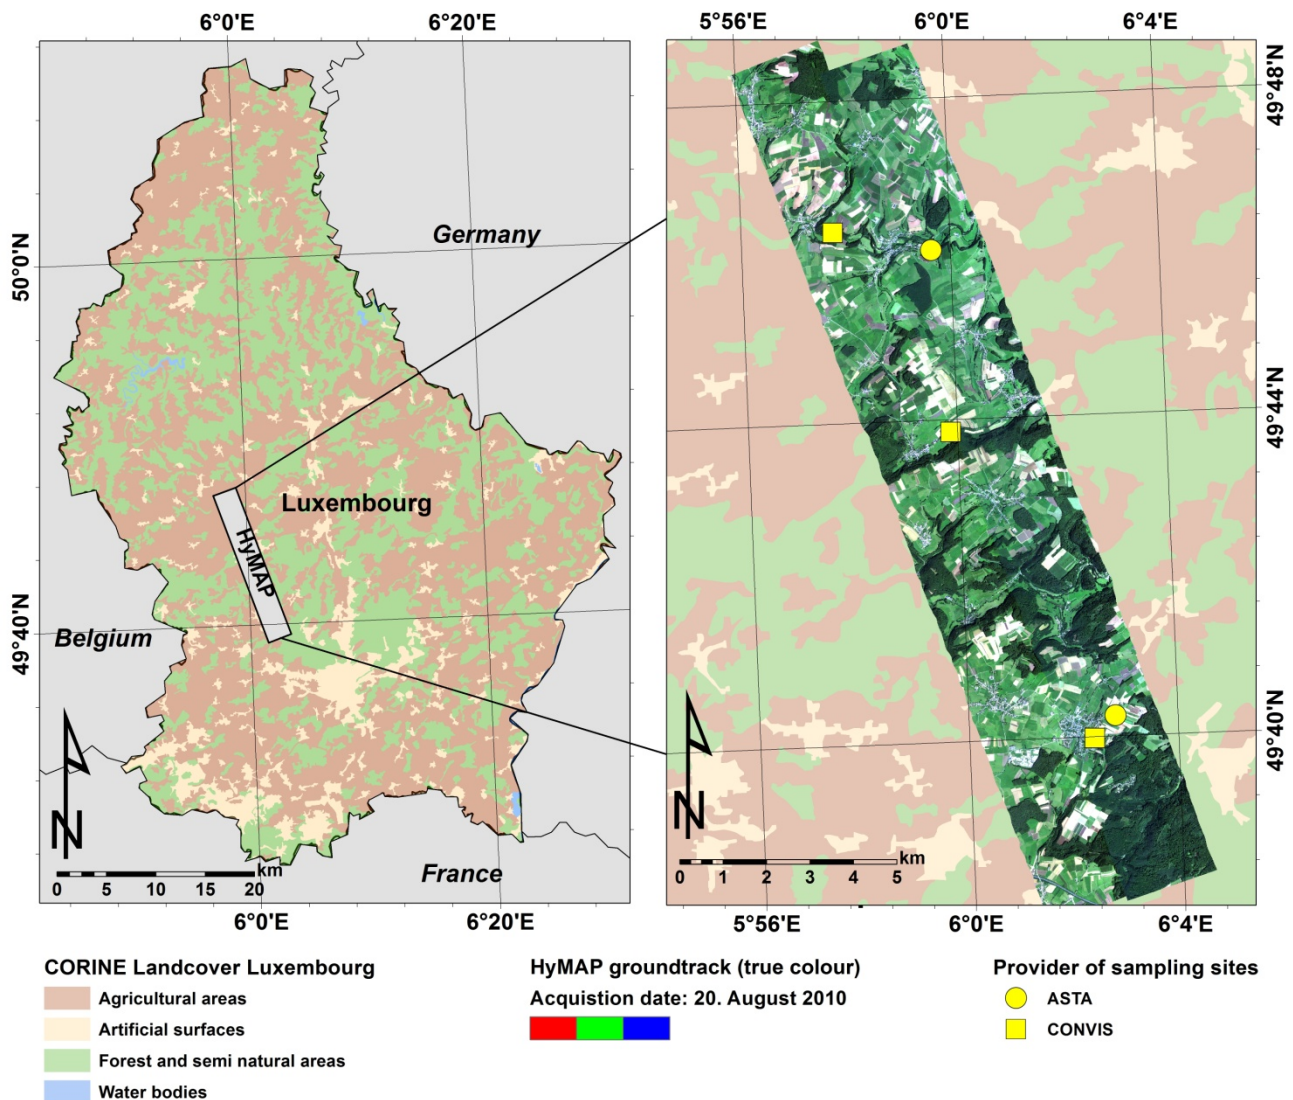 6°0'E 6°20'E
5°56'E 6°0'E 6°4'E
49°48'N
Germany
50°0'N
49°44'N
Luxembourg
HyMAP
Belgium
49°40'N
49°40'N
N
N
France
km
0 5 10 15 20
km
0 1 2 3 4 5
6°0'E 6°20'E
5°56'E 6°0'E 6°4'E
CORINE Landcover Luxembourg
Agricultural areas
Artificial surfaces
Forest and semi natural areas
Water bodies
HyMAP groundtrack (true colour)
Acquistion date: 20. August 2010
Provider of sampling sites
ASTA
CONVIS